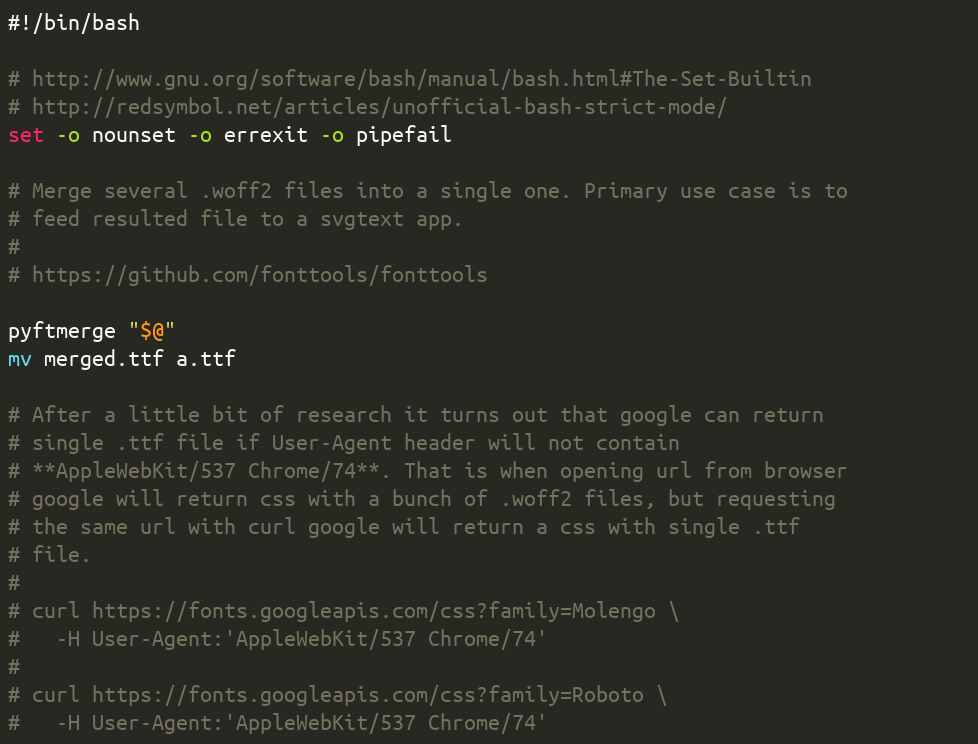 #!/bin/bash

# http://www.gnu.org/software/bash/manual/bash.html#The-Set-Builtin
# http://redsymbol.net/articles/unofficial-bash-strict-mode/
set -o nounset -o errexit -o pipefail

# Merge several .woff2 files into a single one. Primary use case is to
# feed resulted file to a svgtext app.
#
# https://github.com/fonttools/fonttools

pyftmerge "$@"
mv merged.ttf a.ttf

# After a little bit of research it turns out that google can return
# single .ttf file if User-Agent header will not contain
# **AppleWebKit/537 Chrome/74**. That is when opening url from browser
# google will return css with a bunch of .woff2 files, but requesting
# the same url with curl google will return a css with single .ttf
# file.
#
# curl https://fonts.googleapis.com/css?family=Molengo \
#   -H User-Agent:'AppleWebKit/537 Chrome/74'
#
# curl https://fonts.googleapis.com/css?family=Roboto \
#   -H User-Agent:'AppleWebKit/537 Chrome/74'